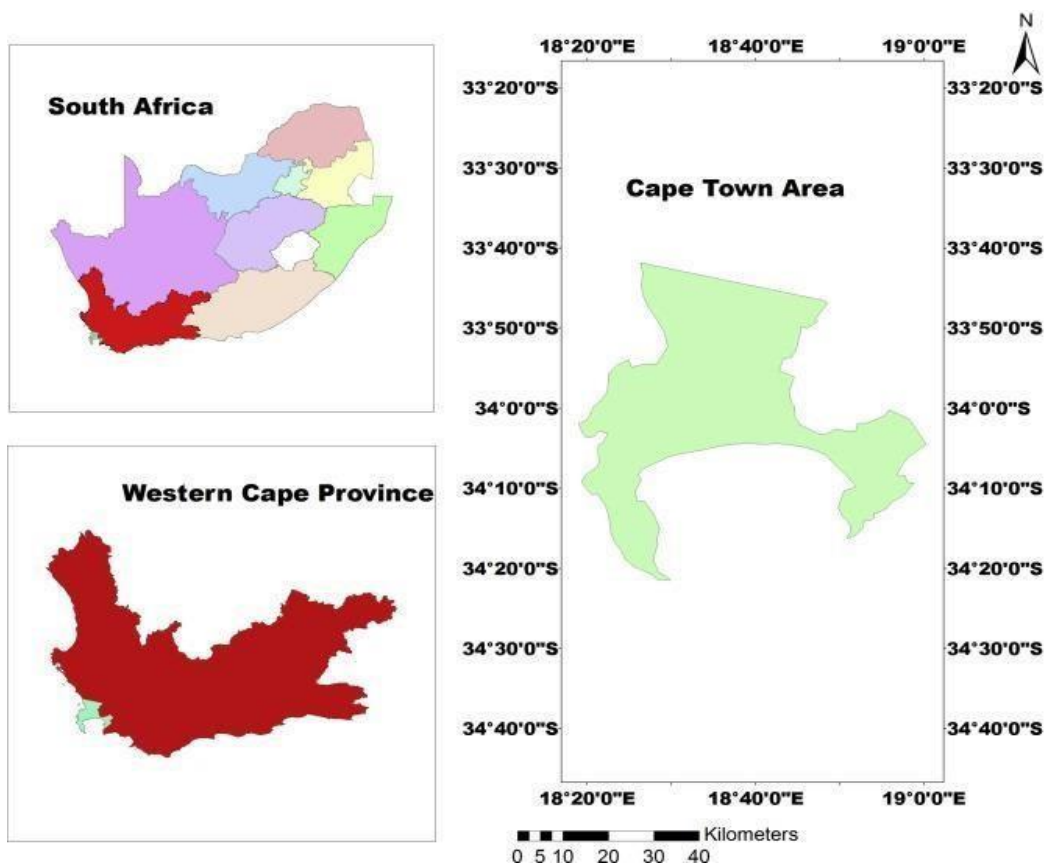 South Africa
Western Cape Province
N
18°20'0"E 18°40'0"E 19°0'0"E
33°20'0"S 33°20'0"S
33°30'0"S 33°30'0"S
Cape Town Area
33°40'0"S 33°40'0"S
33°50'0"S 33°50'0"S
34°0'0"S 34°0'0"S
34°10'0"S 34°10'0"S
34°20'0"S 34°20'0"S
34°30'0"S 34°30'0"S
34°40'0"S 34°40'0"S
18°20'0"E 18°40'0"E 19°0'0"E
Kilometers
0 5 10 20 30 40